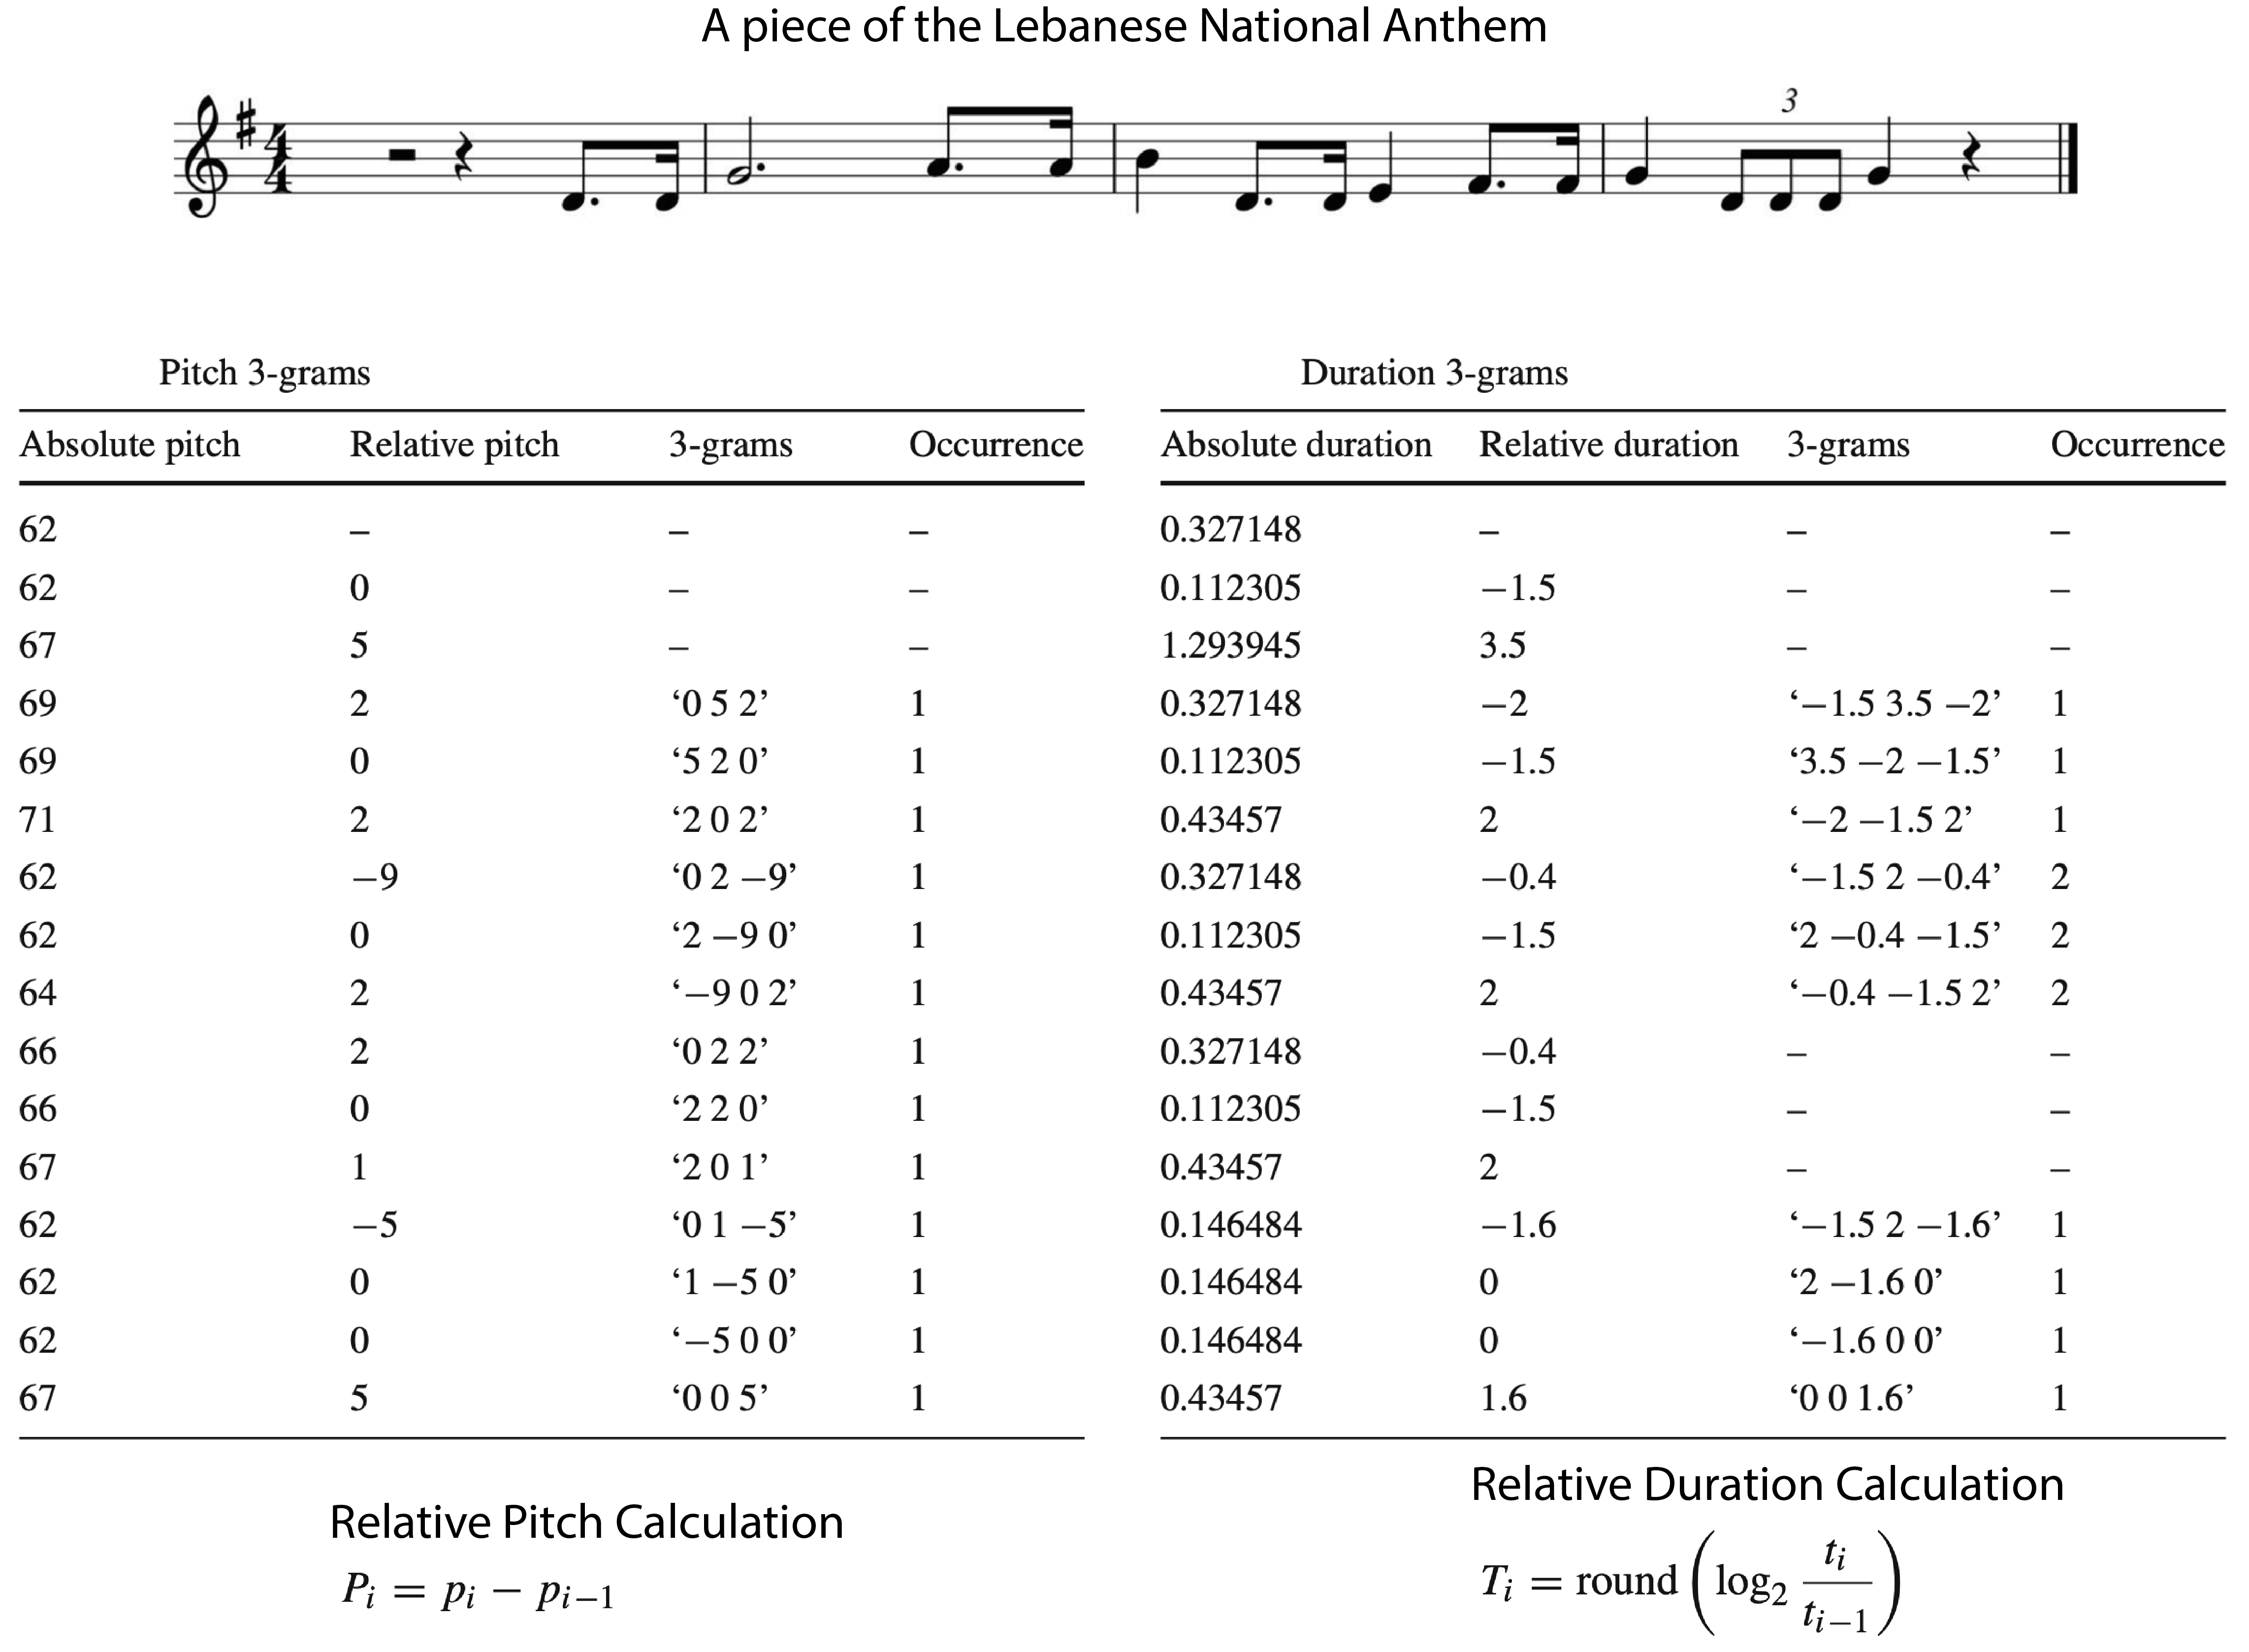 A piece of the Lebanese National Anthem
4
4
3
Pitch 3-grams
Absolute pitch Relative pitch 3-grams Occurrence
62 – – –
62 0 – –
67 5 – –
69 2 ‘0 5 2’ 1
69 0 ‘5 2 0’ 1
71 2 ‘2 0 2’ 1
62 −9 ‘0 2 −9’ 1
62 0 ‘2 −9 0’ 1
64 2 ‘−9 0 2’ 1
66 2 ‘0 2 2’ 1
66 0 ‘2 2 0’ 1
67 1 ‘2 0 1’ 1
62 −5 ‘0 1 −5’ 1
62 0 ‘1 −5 0’ 1
62 0 ‘−5 0 0’ 1
67 5 ‘0 0 5’ 1
Relative Pitch Calculation
P_i = p_i − p_{i−1}
Duration 3-grams
Absolute duration Relative duration 3-grams Occurrence
0.327148 – – –
0.112305 −1.5 – –
1.293945 3.5 – –
0.327148 −2 ‘−1.5 3.5 −2’ 1
0.112305 −1.5 ‘3.5 −2 −1.5’ 1
0.43457 2 ‘−2 −1.5 2’ 1
0.327148 −0.4 ‘−1.5 2 −0.4’ 2
0.112305 −1.5 ‘2 −0.4 −1.5’ 2
0.43457 2 ‘−0.4 −1.5 2’ 2
0.327148 −0.4 – –
0.112305 −1.5 – –
0.43457 2 – –
0.146484 −1.6 ‘−1.5 2 −1.6’ 1
0.146484 0 ‘2 −1.6 0’ 1
0.146484 0 ‘−1.6 0 0’ 1
0.43457 1.6 ‘0 0 1.6’ 1
Relative Duration Calculation
T_i = round(log_2 t_i / t_{i−1})